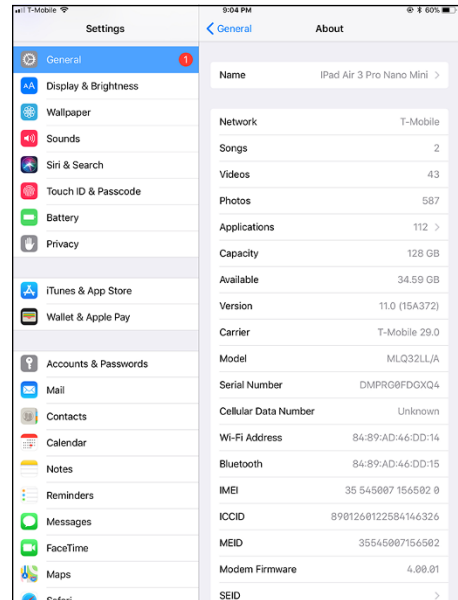 T-Mobile
9:04 PM
60%
Settings
General
About
General
1
Display & Brightness
Wallpaper
Sounds
Siri & Search
Touch ID & Passcode
Battery
Privacy
iTunes & App Store
Wallet & Apple Pay
Accounts & Passwords
Mail
Contacts
Calendar
Notes
Reminders
Messages
FaceTime
Maps
Safari
Name IPad Air 3 Pro Nano Mini
Network T-Mobile
Songs 2
Videos 43
Photos 587
Applications 112
Capacity 128 GB
Available 34.59 GB
Version 11.0 (15A372)
Carrier T-Mobile 29.0
Model MLQ32LL/A
Serial Number DMPRG0FDGXQ4
Cellular Data Number Unknown
Wi-Fi Address 84:89:AD:46:DD:14
Bluetooth 84:89:AD:46:DD:15
IMEI 35 545007 156502 0
ICCID 8901260122584146326
MEID 35545007156502
Modem Firmware 4.00.01
SEID